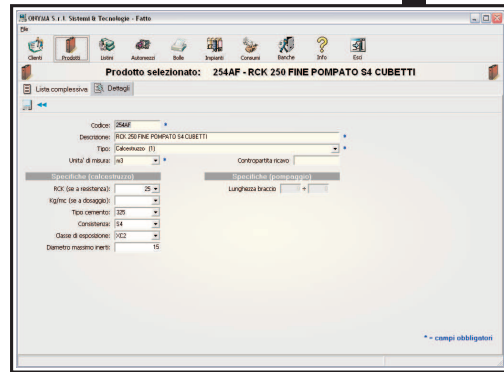 OMYRA S.r.l. Sistemi & Tecnologie - Fatto
File
Clienti Prodotti Listini Automezzi Bolle Impianti Consumi Banche Info Esci
Prodotto selezionato: 254AF - RCK 250 FINE POMPATO S4 CUBETTI
Lista complessiva Dettagli
Codice: 254AF *
Descrizione: RCK 250 FINE POMPATO S4 CUBETTI *
Tipo: Calcestruzzo (1) *
Unita' di misura: m3 * Contropartita ricavo
Specifiche (calcestruzzo) Specifiche (pompaggio)
RCK (se a resistenza): 25 Lunghezza braccio +
Kg/mc (se a dosaggio):
Tipo cemento: 325
Consistenza: S4
Classe di esposizione: XC2
Diametro massimo inerti: 15
* = campi obbligatori